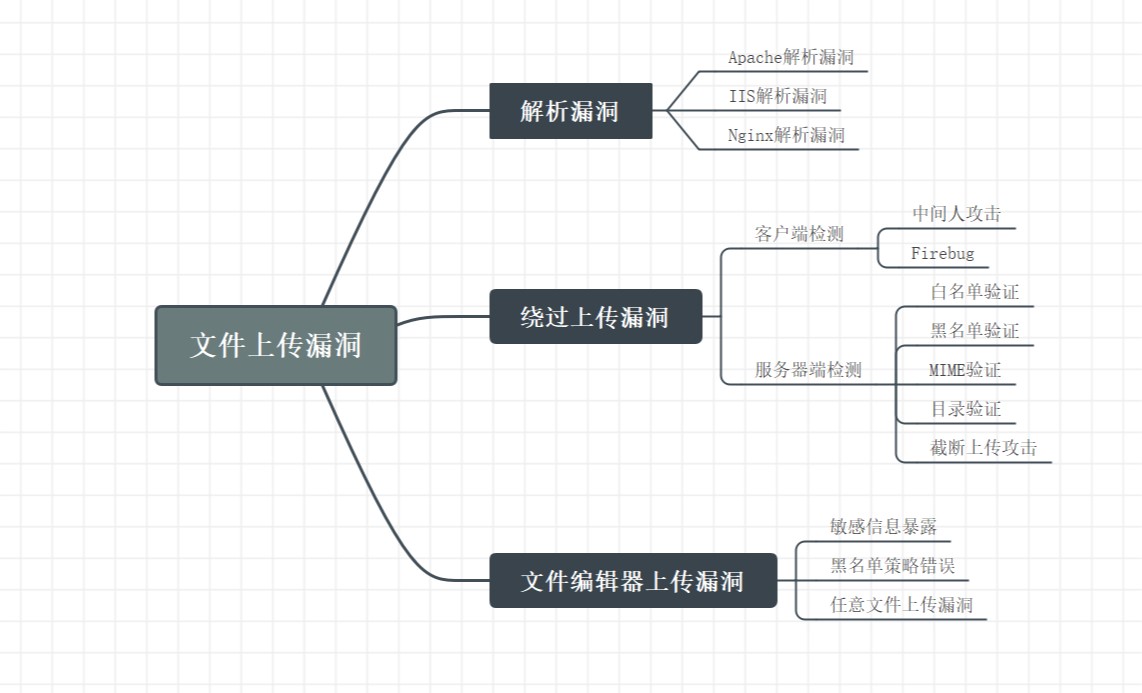 文件上传漏洞
解析漏洞
Apache解析漏洞
IIS解析漏洞
Nginx解析漏洞
绕过上传漏洞
客户端检测
中间人攻击
Firebug
服务器端检测
白名单验证
黑名单验证
MIME验证
目录验证
截断上传攻击
文件编辑器上传漏洞
敏感信息暴露
黑名单策略错误
任意文件上传漏洞